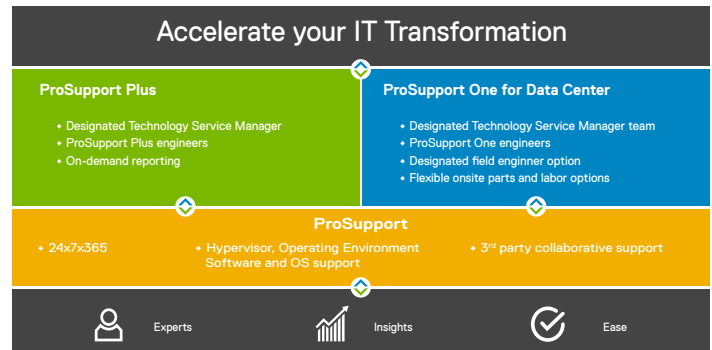 Accelerate your IT Transformation
ProSupport Plus
• Designated Technology Service Manager
• ProSupport Plus engineers
• On-demand reporting
ProSupport One for Data Center
• Designated Technology Service Manager team
• ProSupport One engineers
• Designated field enginner option
• Flexible onsite parts and labor options
ProSupport
• 24x7x365
• Hypervisor, Operating Environment
Software and OS support
• 3rd party collaborative support
Experts
Insights
Ease